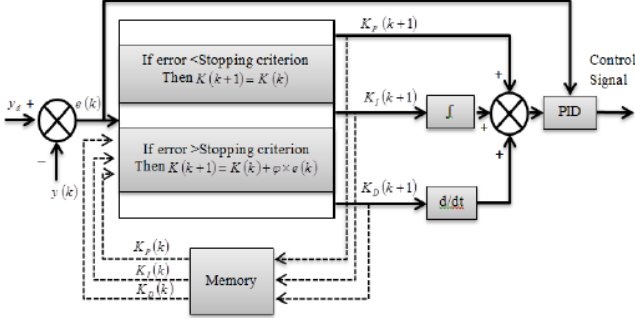 K_P(k+1)
If error <Stopping criterion
Then K(k+1) = K(k)
Control
Signal
y_d +
e(k)
K_I(k+1)
+
∫
+
PID
If error >Stopping criterion
Then K(k+1) = K(k)+φ×e(k)
−
y(k)
+
K_D(k+1)
d/dt
K_P(k)
K_I(k)
K_D(k)
Memory